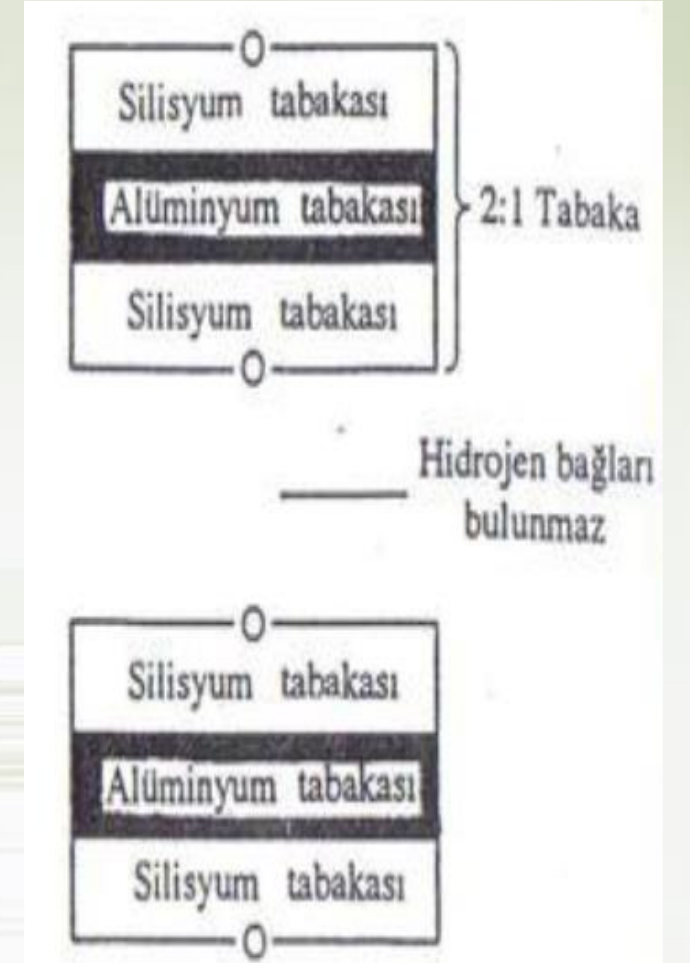 Silisyum tabakası
Alüminyum tabakası
2:1 Tabaka
Silisyum tabakası
Hidrojen bağları
bulunmaz
Silisyum tabakası
Alüminyum tabakası
Silisyum tabakası